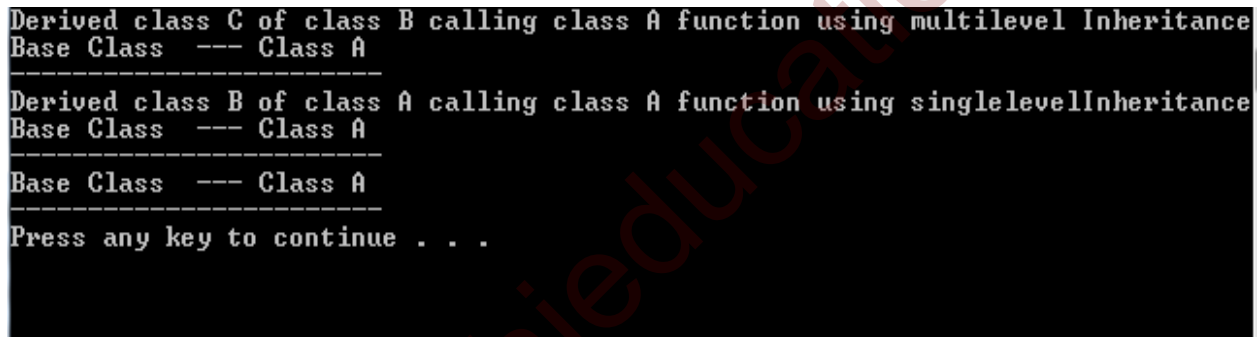 Derived class C of class B calling class A function using multilevel Inheritance
Base Class  --- Class A
------------------------
Derived class B of class A calling class A function using singlelevelInheritance
Base Class  --- Class A
------------------------
Base Class  --- Class A
------------------------
Press any key to continue . . .